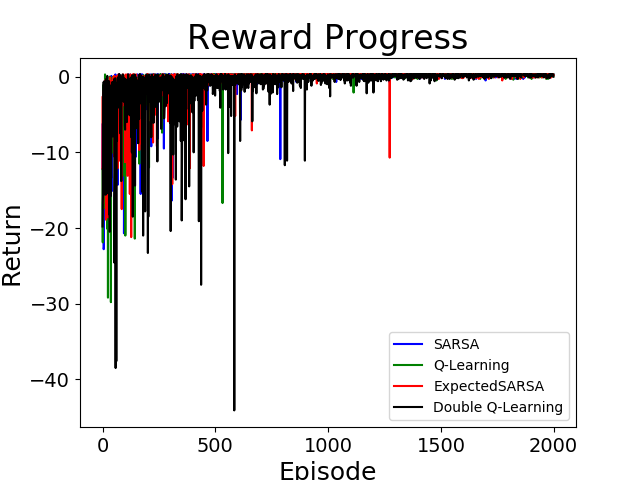 Reward Progress
0
−10
−20
−30
−40
Return
SARSA
Q-Learning
ExpectedSARSA
Double Q-Learning
0 500 1000 1500 2000
Episode